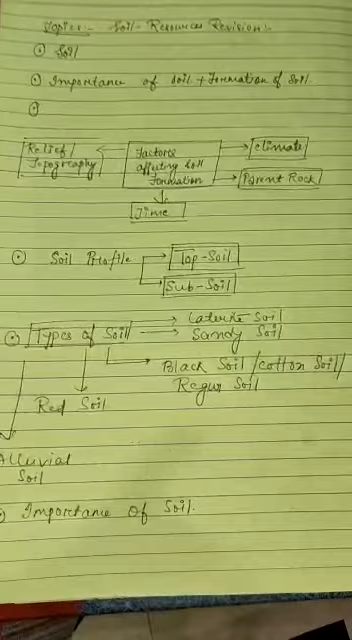 Topic:- Soil-Resources Revision:-
Soil
Importance of Soil + Formation of Soil.
Relief/
Topography
Factors
affecting Soil
Formation
Climate
Parent Rock
Time
Soil Profile
Top-Soil
Sub-Soil
Types of Soil
Laterite Soil
Sandy Soil
Black Soil/cotton Soil/
Regur Soil
Red Soil
Alluvial
Soil
Importance of Soil.